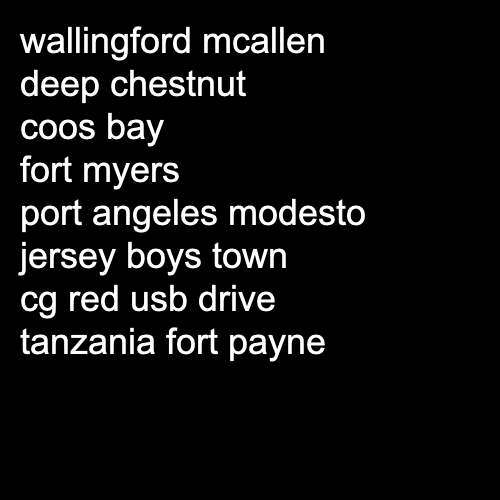 wallingford mcallen
deep chestnut
coos bay
fort myers
port angeles modesto
jersey boys town
cg red usb drive
tanzania fort payne